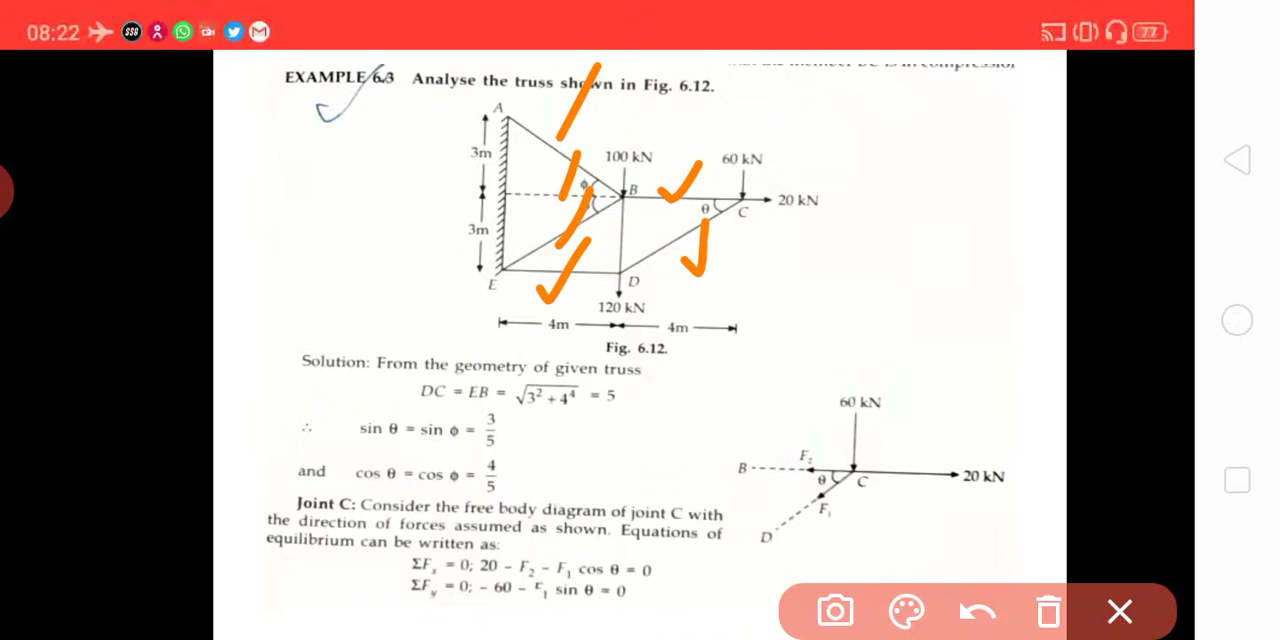 08:22
SSG
77
EXAMPLE 6.3 Analyse the truss shown in Fig. 6.12.
A
3m
100 kN
60 kN
ϕ
B
20 kN
θ
C
3m
E
D
120 kN
4m
4m
Fig. 6.12.
Solution: From the geometry of given truss
DC = EB = √3² + 4⁴ = 5
∴ sin θ = sin ϕ = 3/5
and cos θ = cos ϕ = 4/5
Joint C: Consider the free body diagram of joint C with
the direction of forces assumed as shown. Equations of
equilibrium can be written as:
ΣFₓ = 0; 20 - F₂ - F₁ cos θ = 0
ΣFᵧ = 0; - 60 - F₁ sin θ = 0
60 kN
B
F₂
θ
C
20 kN
F₁
D